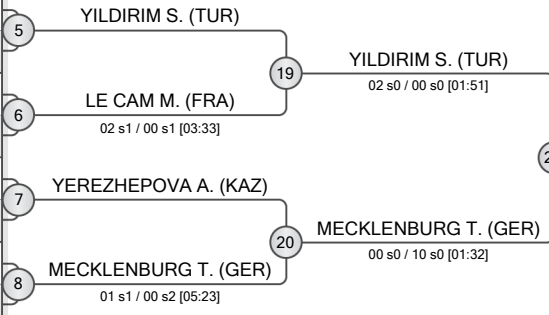 5
YILDIRIM S. (TUR)
19
YILDIRIM S. (TUR)
02 s0 / 00 s0 [01:51]
6
LE CAM M. (FRA)
02 s1 / 00 s1 [03:33]
7
YEREZHEPOVA A. (KAZ)
20
MECKLENBURG T. (GER)
00 s0 / 10 s0 [01:32]
8
MECKLENBURG T. (GER)
01 s1 / 00 s2 [05:23]